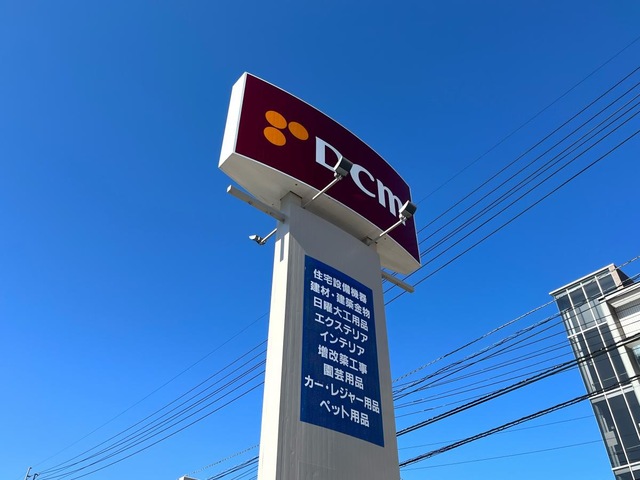 DCM
住宅設備機器
建材・建築金物
日曜大工用品
エクステリア
インテリア
増改築工事
園芸用品
カー・レジャー用品
ペット用品